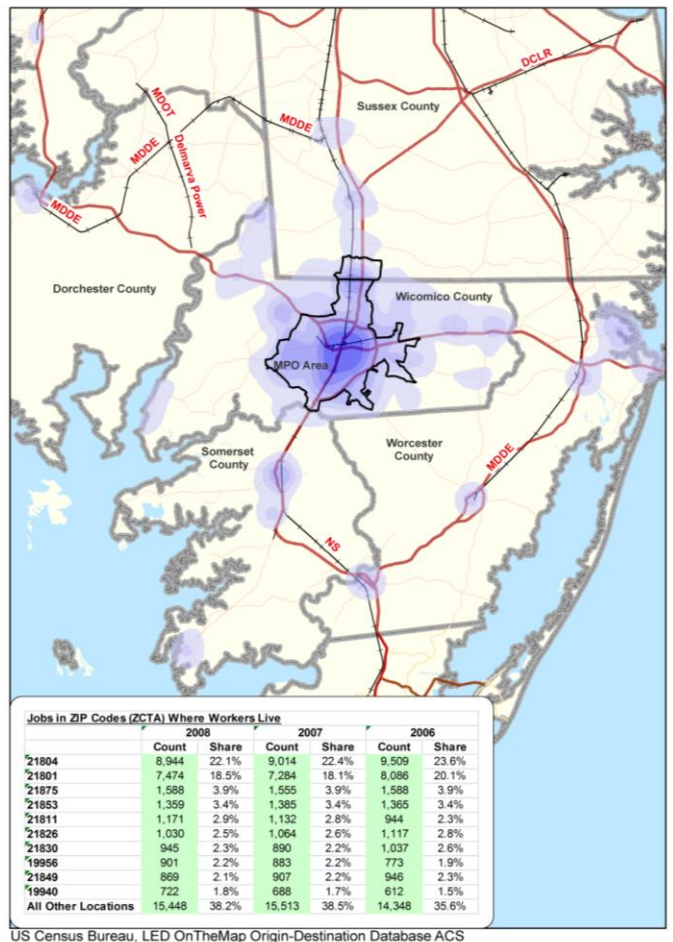 DCLR
Sussex County
MDOT
MDDE
MDDE
Delmarva Power
MDDE
Dorchester County
Wicomico County
MPO Area
Somerset
County
Worcester
County
MDDE
NS
Jobs in ZIP Codes (ZCTA) Where Workers Live
2008 2007 2006
Count Share Count Share Count Share
21804 8,944 22.1% 9,014 22.4% 9,509 23.6%
21801 7,474 18.5% 7,284 18.1% 8,086 20.1%
21875 1,588 3.9% 1,555 3.9% 1,588 3.9%
21853 1,359 3.4% 1,385 3.4% 1,365 3.4%
21811 1,171 2.9% 1,132 2.8% 944 2.3%
21826 1,030 2.5% 1,064 2.6% 1,117 2.8%
21830 945 2.3% 890 2.2% 1,037 2.6%
19956 901 2.2% 883 2.2% 773 1.9%
21849 869 2.1% 907 2.2% 946 2.3%
19940 722 1.8% 688 1.7% 612 1.5%
All Other Locations 15,448 38.2% 15,513 38.5% 14,348 35.6%
US Census Bureau, LED OnTheMap Origin-Destination Database ACS